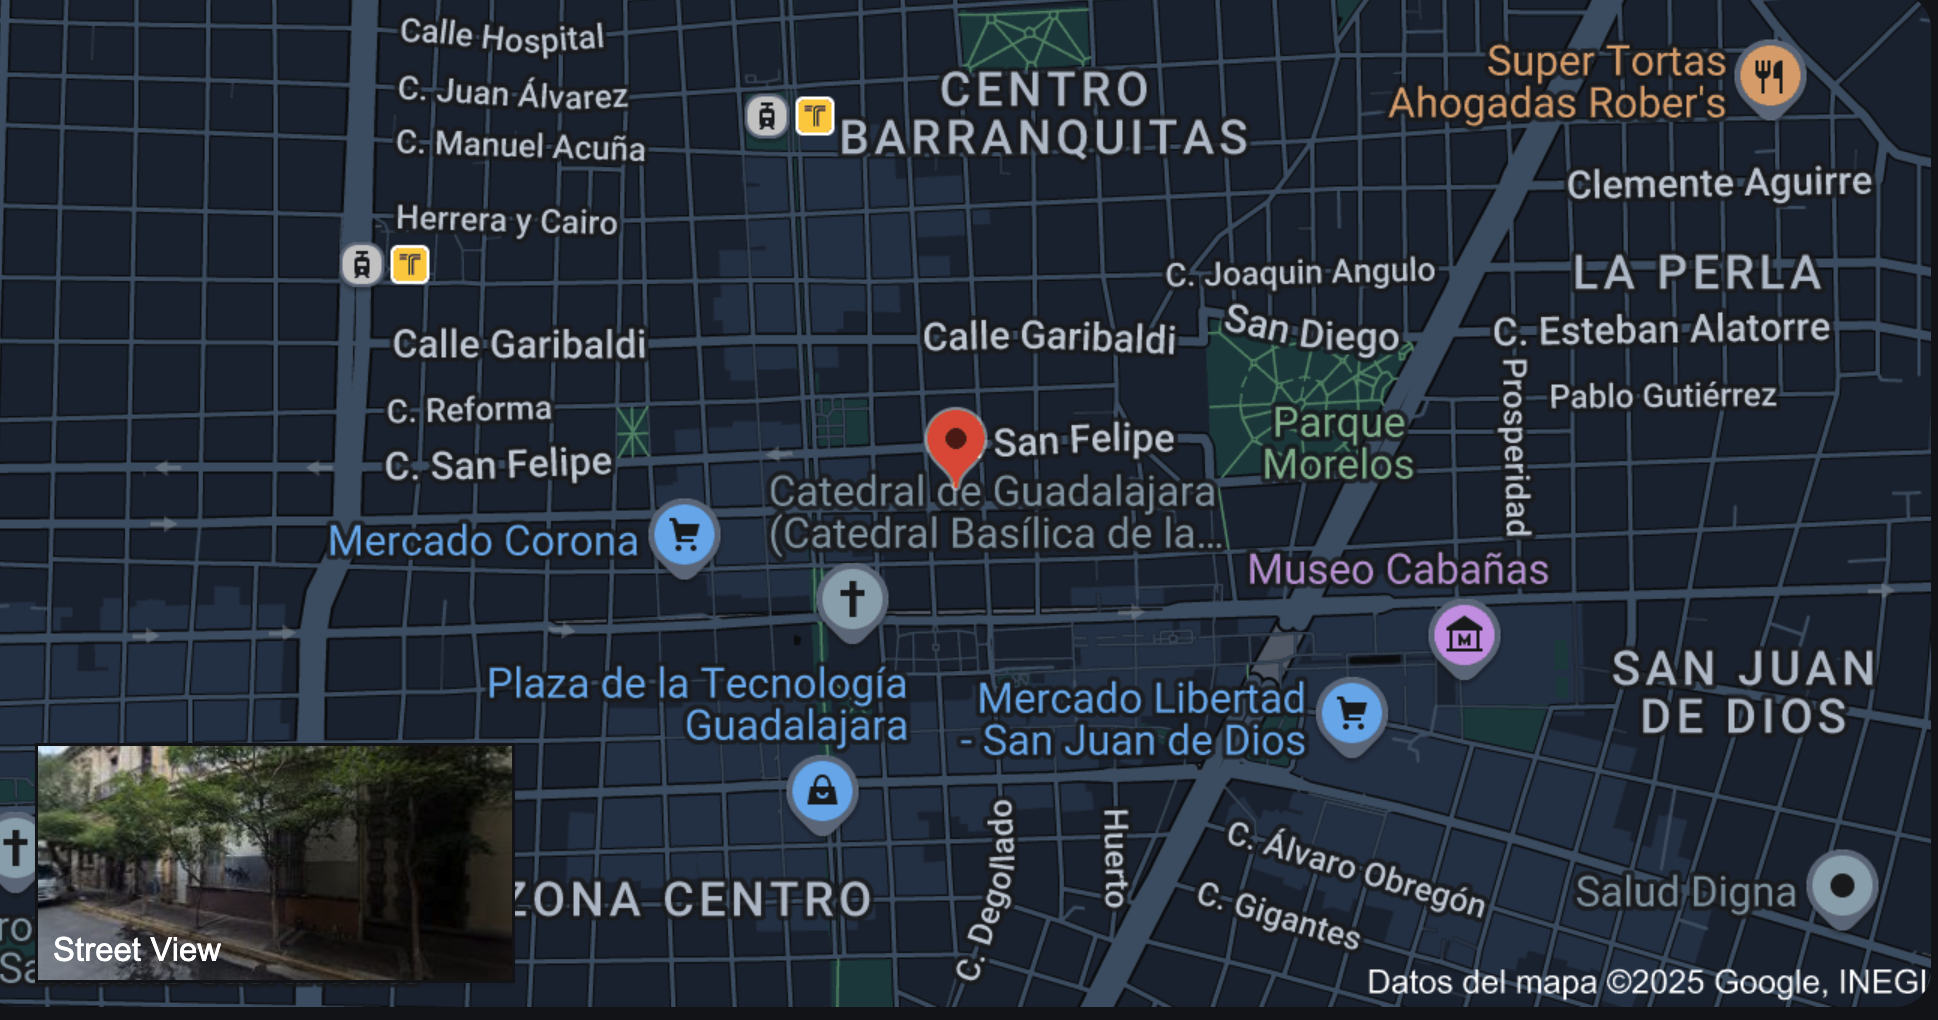 Calle Hospital
C. Juan Álvarez
C. Manuel Acuña
Herrera y Cairo
CENTRO
BARRANQUITAS
Super Tortas
Ahogadas Rober's
Clemente Aguirre
LA PERLA
C. Joaquin Angulo
San Diego
C. Esteban Alatorre
Calle Garibaldi
Calle Garibaldi
C. Reforma
Pablo Gutiérrez
Prosperidad
Parque
Morelos
C. San Felipe
San Felipe
Catedral de Guadalajara
(Catedral Basílica de la...
Mercado Corona
Museo Cabañas
M
SAN JUAN
DE DIOS
Plaza de la Tecnología
Guadalajara
Mercado Libertad
- San Juan de Dios
C. Degollado
Huerto
C. Álvaro Obregón
C. Gigantes
Salud Digna
ZONA CENTRO
ro
Sa
Street View
Datos del mapa ©2025 Google, INEGI